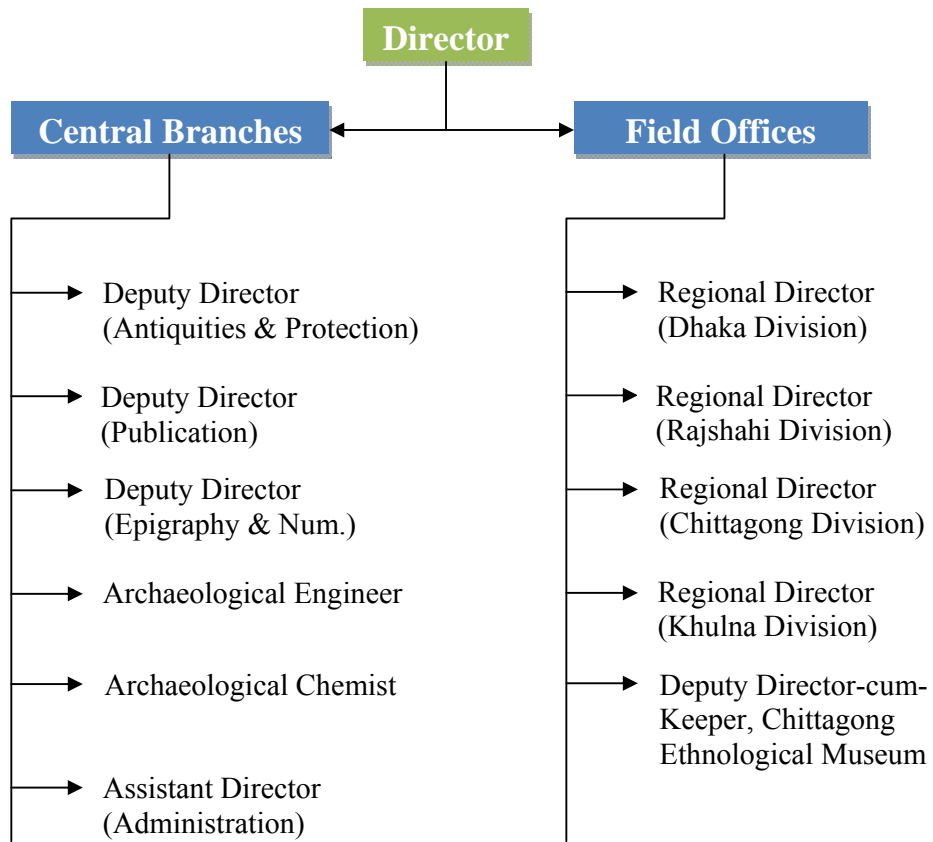 Director
Central Branches
Deputy Director
(Antiquities & Protection)
Deputy Director
(Publication)
Deputy Director
(Epigraphy & Num.)
Archaeological Engineer
Archaeological Chemist
Assistant Director
(Administration)
Field Offices
Regional Director
(Dhaka Division)
Regional Director
(Rajshahi Division)
Regional Director
(Chittagong Division)
Regional Director
(Khulna Division)
Deputy Director-cum-
Keeper, Chittagong
Ethnological Museum